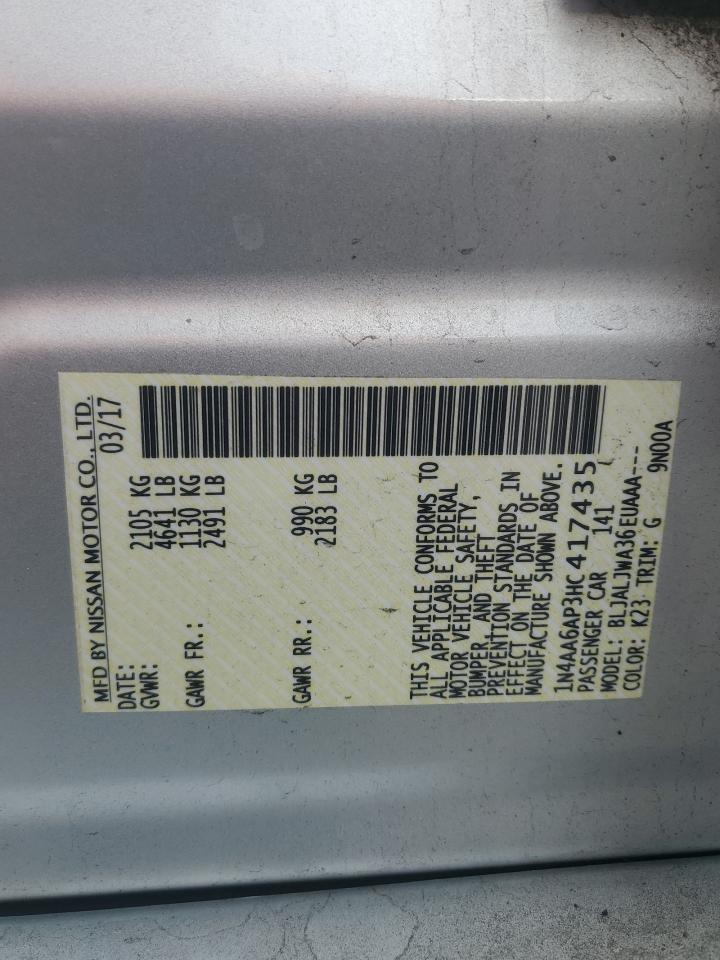 MFD BY NISSAN MOTOR CO., LTD.
DATE: 03/17
GVWR: 2105 KG
4641 LB
GAWR FR.: 1130 KG
2491 LB
GAWR RR.: 990 KG
2183 LB
THIS VEHICLE CONFORMS TO
ALL APPLICABLE FEDERAL
MOTOR VEHICLE SAFETY,
BUMPER, AND THEFT
PREVENTION STANDARDS IN
EFFECT ON THE DATE OF
MANUFACTURE SHOWN ABOVE.
1N4AA6AP3HC417435
PASSENGER CAR 141
MODEL: BLJALJWA36EUAAA---
COLOR: K23 TRIM: G 9N00A